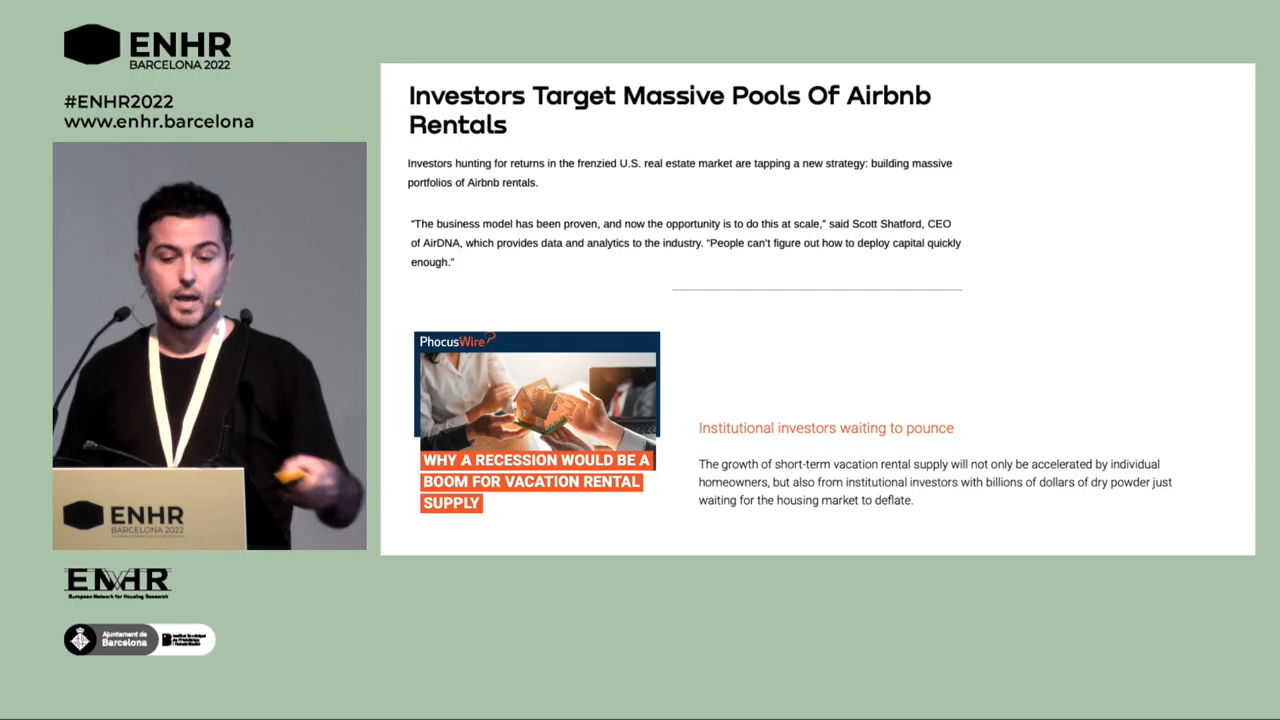 ENHR
BARCELONA 2022
#ENHR2022
www.enhr.barcelona
Investors Target Massive Pools Of Airbnb
Rentals
Investors hunting for returns in the frenzied U.S. real estate market are tapping a new strategy: building massive
portfolios of Airbnb rentals.
“The business model has been proven, and now the opportunity is to do this at scale,” said Scott Shatford, CEO
of AirDNA, which provides data and analytics to the industry. “People can’t figure out how to deploy capital quickly
enough.”
PhocusWire
WHY A RECESSION WOULD BE A
BOOM FOR VACATION RENTAL
SUPPLY
Institutional investors waiting to pounce
The growth of short-term vacation rental supply will not only be accelerated by individual
homeowners, but also from institutional investors with billions of dollars of dry powder just
waiting for the housing market to deflate.
ENHR
BARCELONA 2022
ENHR
European Network for Housing Research
Ajuntament de
Barcelona